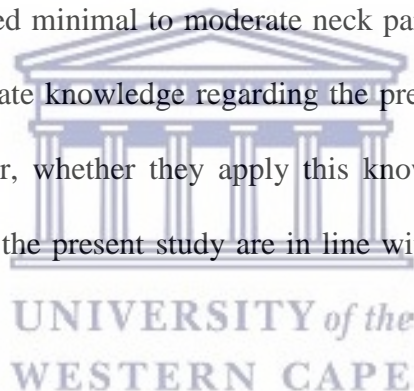 ed minimal to moderate neck pa
ate knowledge regarding the pre
r, whether they apply this know
the present study are in line wi
UNIVERSITY of the
WESTERN CAPE